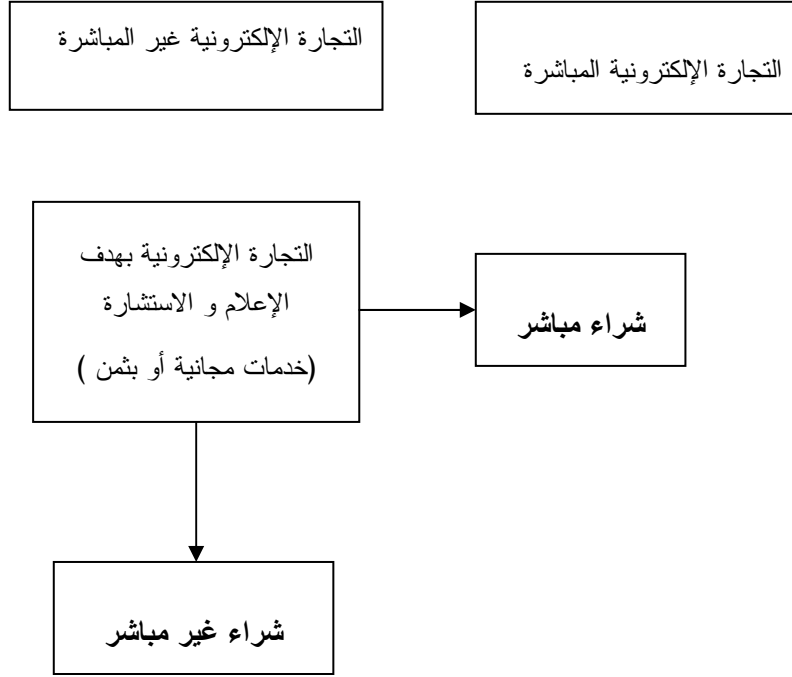 التجارة الإلكترونية غير المباشرة
التجارة الإلكترونية المباشرة
التجارة الإلكترونية بهدف
الإعلام و الاستشارة
(خدمات مجانية أو بثمن )
شراء مباشر
شراء غير مباشر